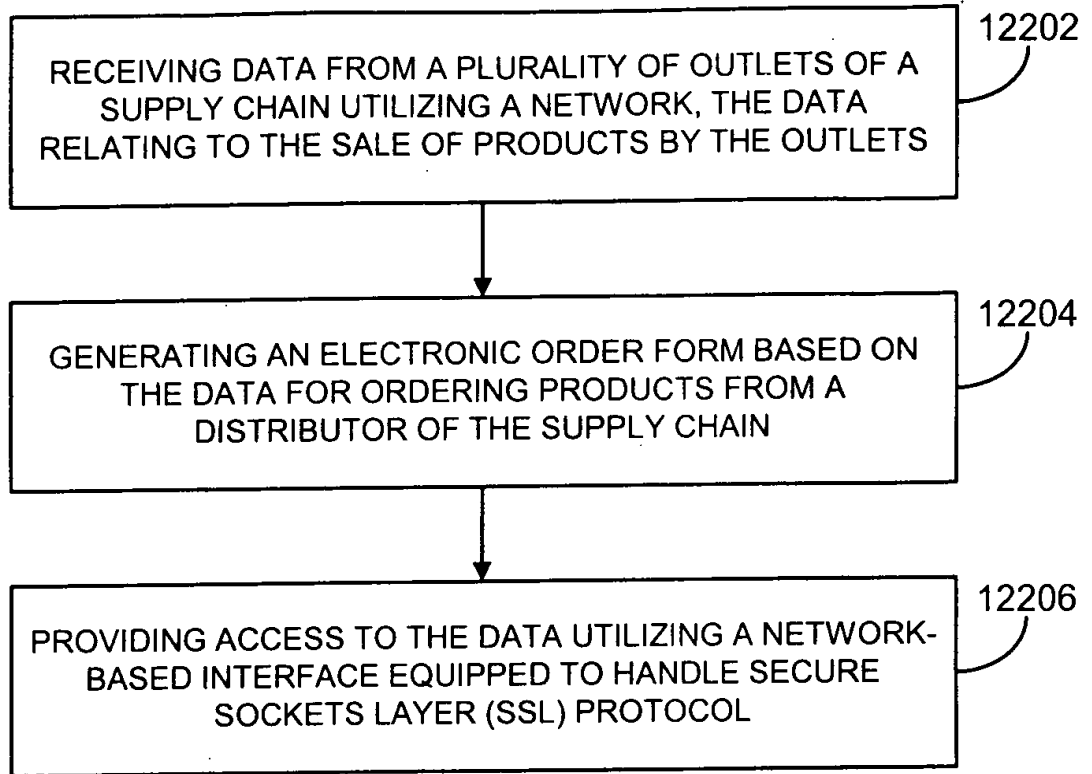 12202
RECEIVING DATA FROM A PLURALITY OF OUTLETS OF A
SUPPLY CHAIN UTILIZING A NETWORK, THE DATA
RELATING TO THE SALE OF PRODUCTS BY THE OUTLETS
12204
GENERATING AN ELECTRONIC ORDER FORM BASED ON
THE DATA FOR ORDERING PRODUCTS FROM A
DISTRIBUTOR OF THE SUPPLY CHAIN
12206
PROVIDING ACCESS TO THE DATA UTILIZING A NETWORK-
BASED INTERFACE EQUIPPED TO HANDLE SECURE
SOCKETS LAYER (SSL) PROTOCOL